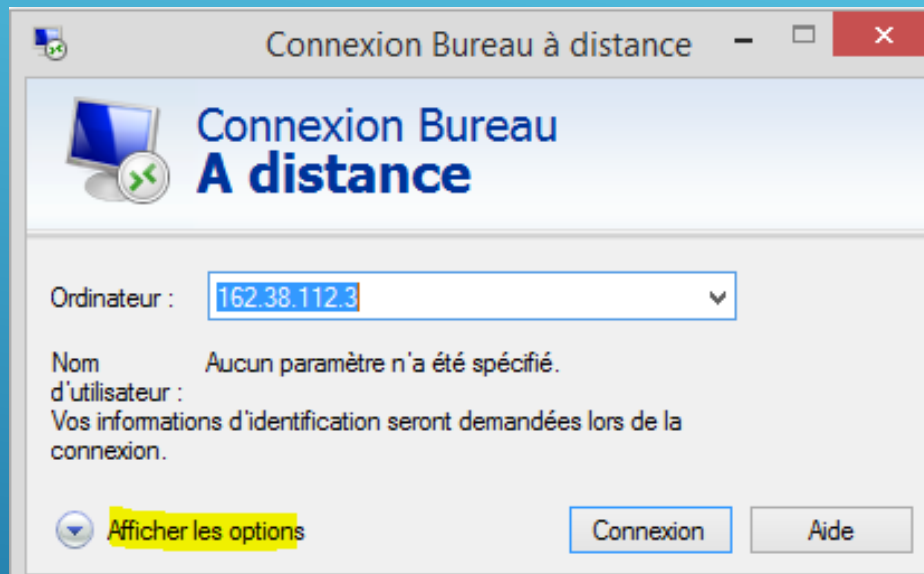 Connexion Bureau à distance
Connexion Bureau
A distance
Ordinateur :
162.38.112.3
Nom
d'utilisateur :
Aucun paramètre n'a été spécifié.
Vos informations d'identification seront demandées lors de la
connexion.
Afficher les options
Connexion
Aide